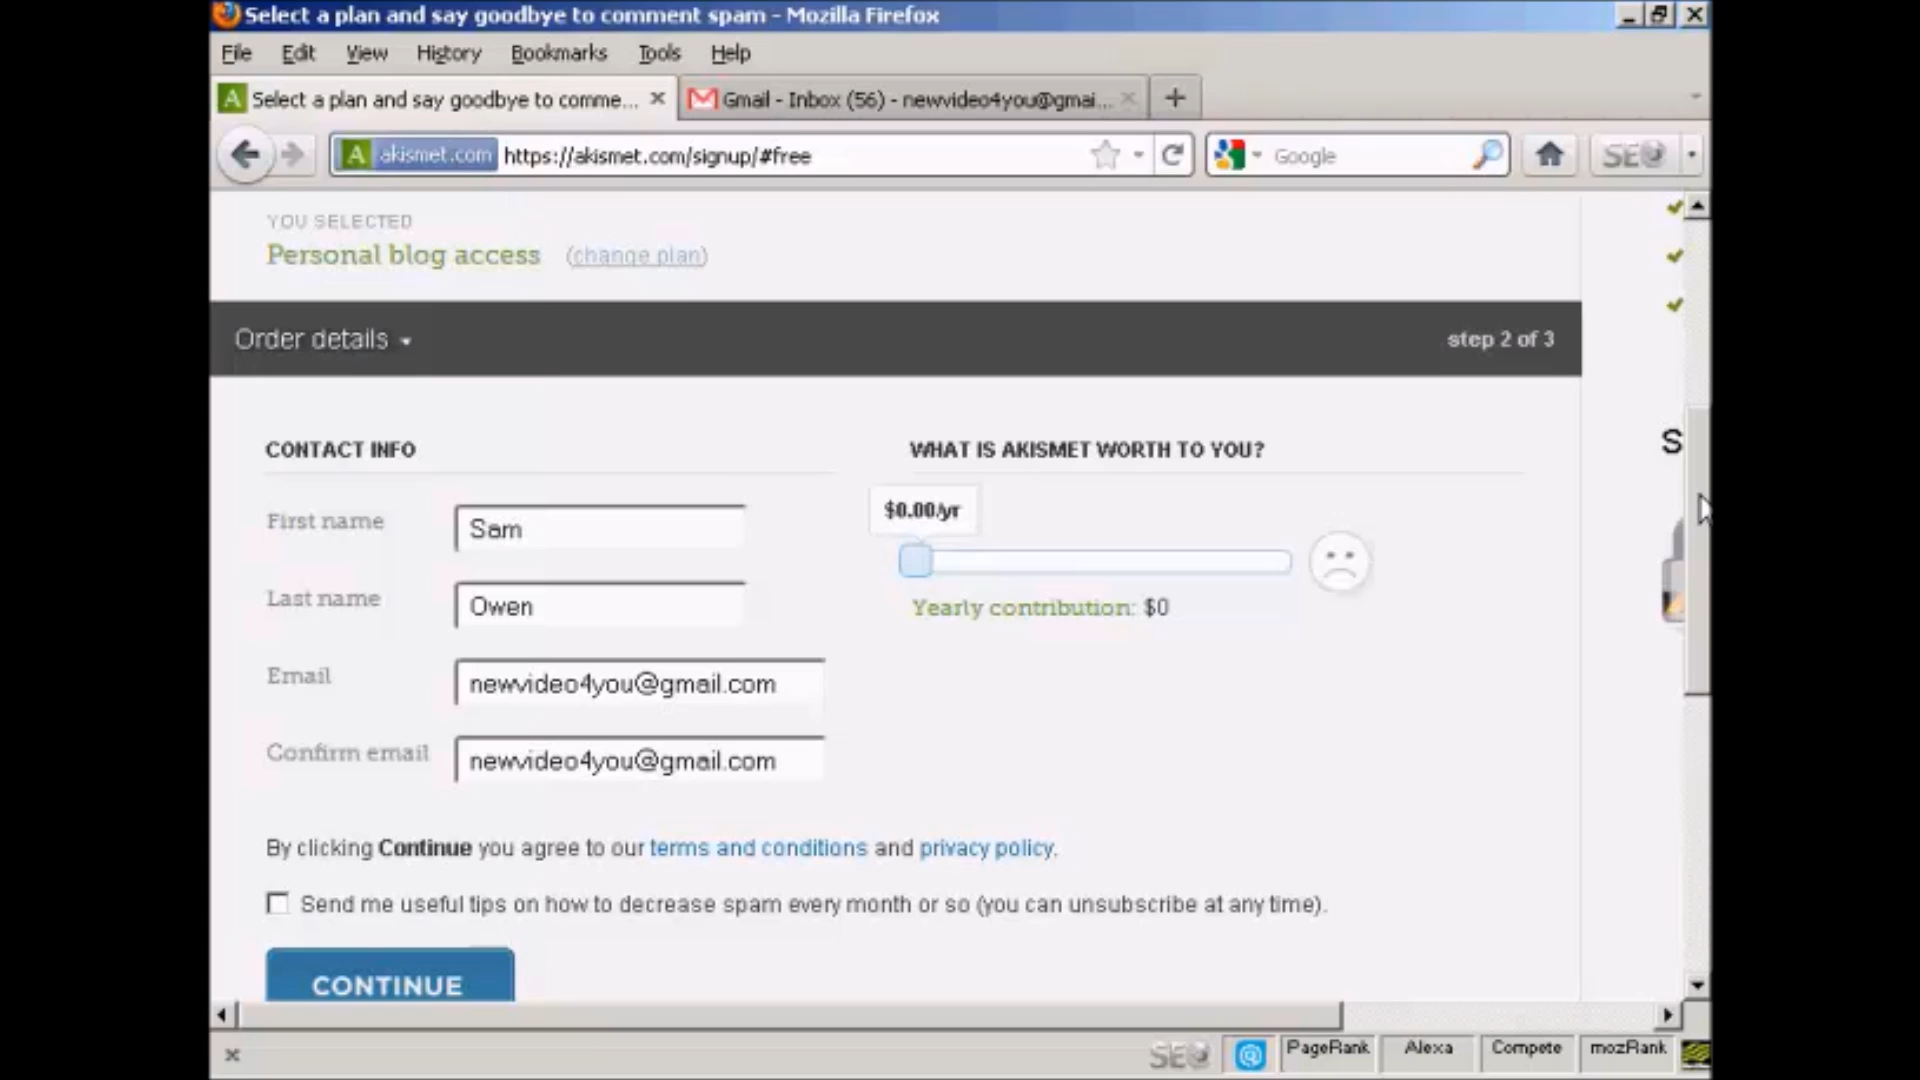 Select a plan and say goodbye to comment spam - Mozilla Firefox
File Edit View History Bookmarks Tools Help
Select a plan and say goodbye to comme...
Gmail - Inbox (56) - newvideo4you@gmai...
akismet.com https://akismet.com/signup/#free
Google
SEO
YOU SELECTED
Personal blog access (change plan)
Order details
step 2 of 3
CONTACT INFO
WHAT IS AKISMET WORTH TO YOU?
First name Sam
$0.00/yr
Last name Owen
Yearly contribution: $0
Email newvideo4you@gmail.com
Confirm email newvideo4you@gmail.com
By clicking Continue you agree to our terms and conditions and privacy policy.
Send me useful tips on how to decrease spam every month or so (you can unsubscribe at any time).
CONTINUE
S
SEO PageRank Alexa Compete mozRank